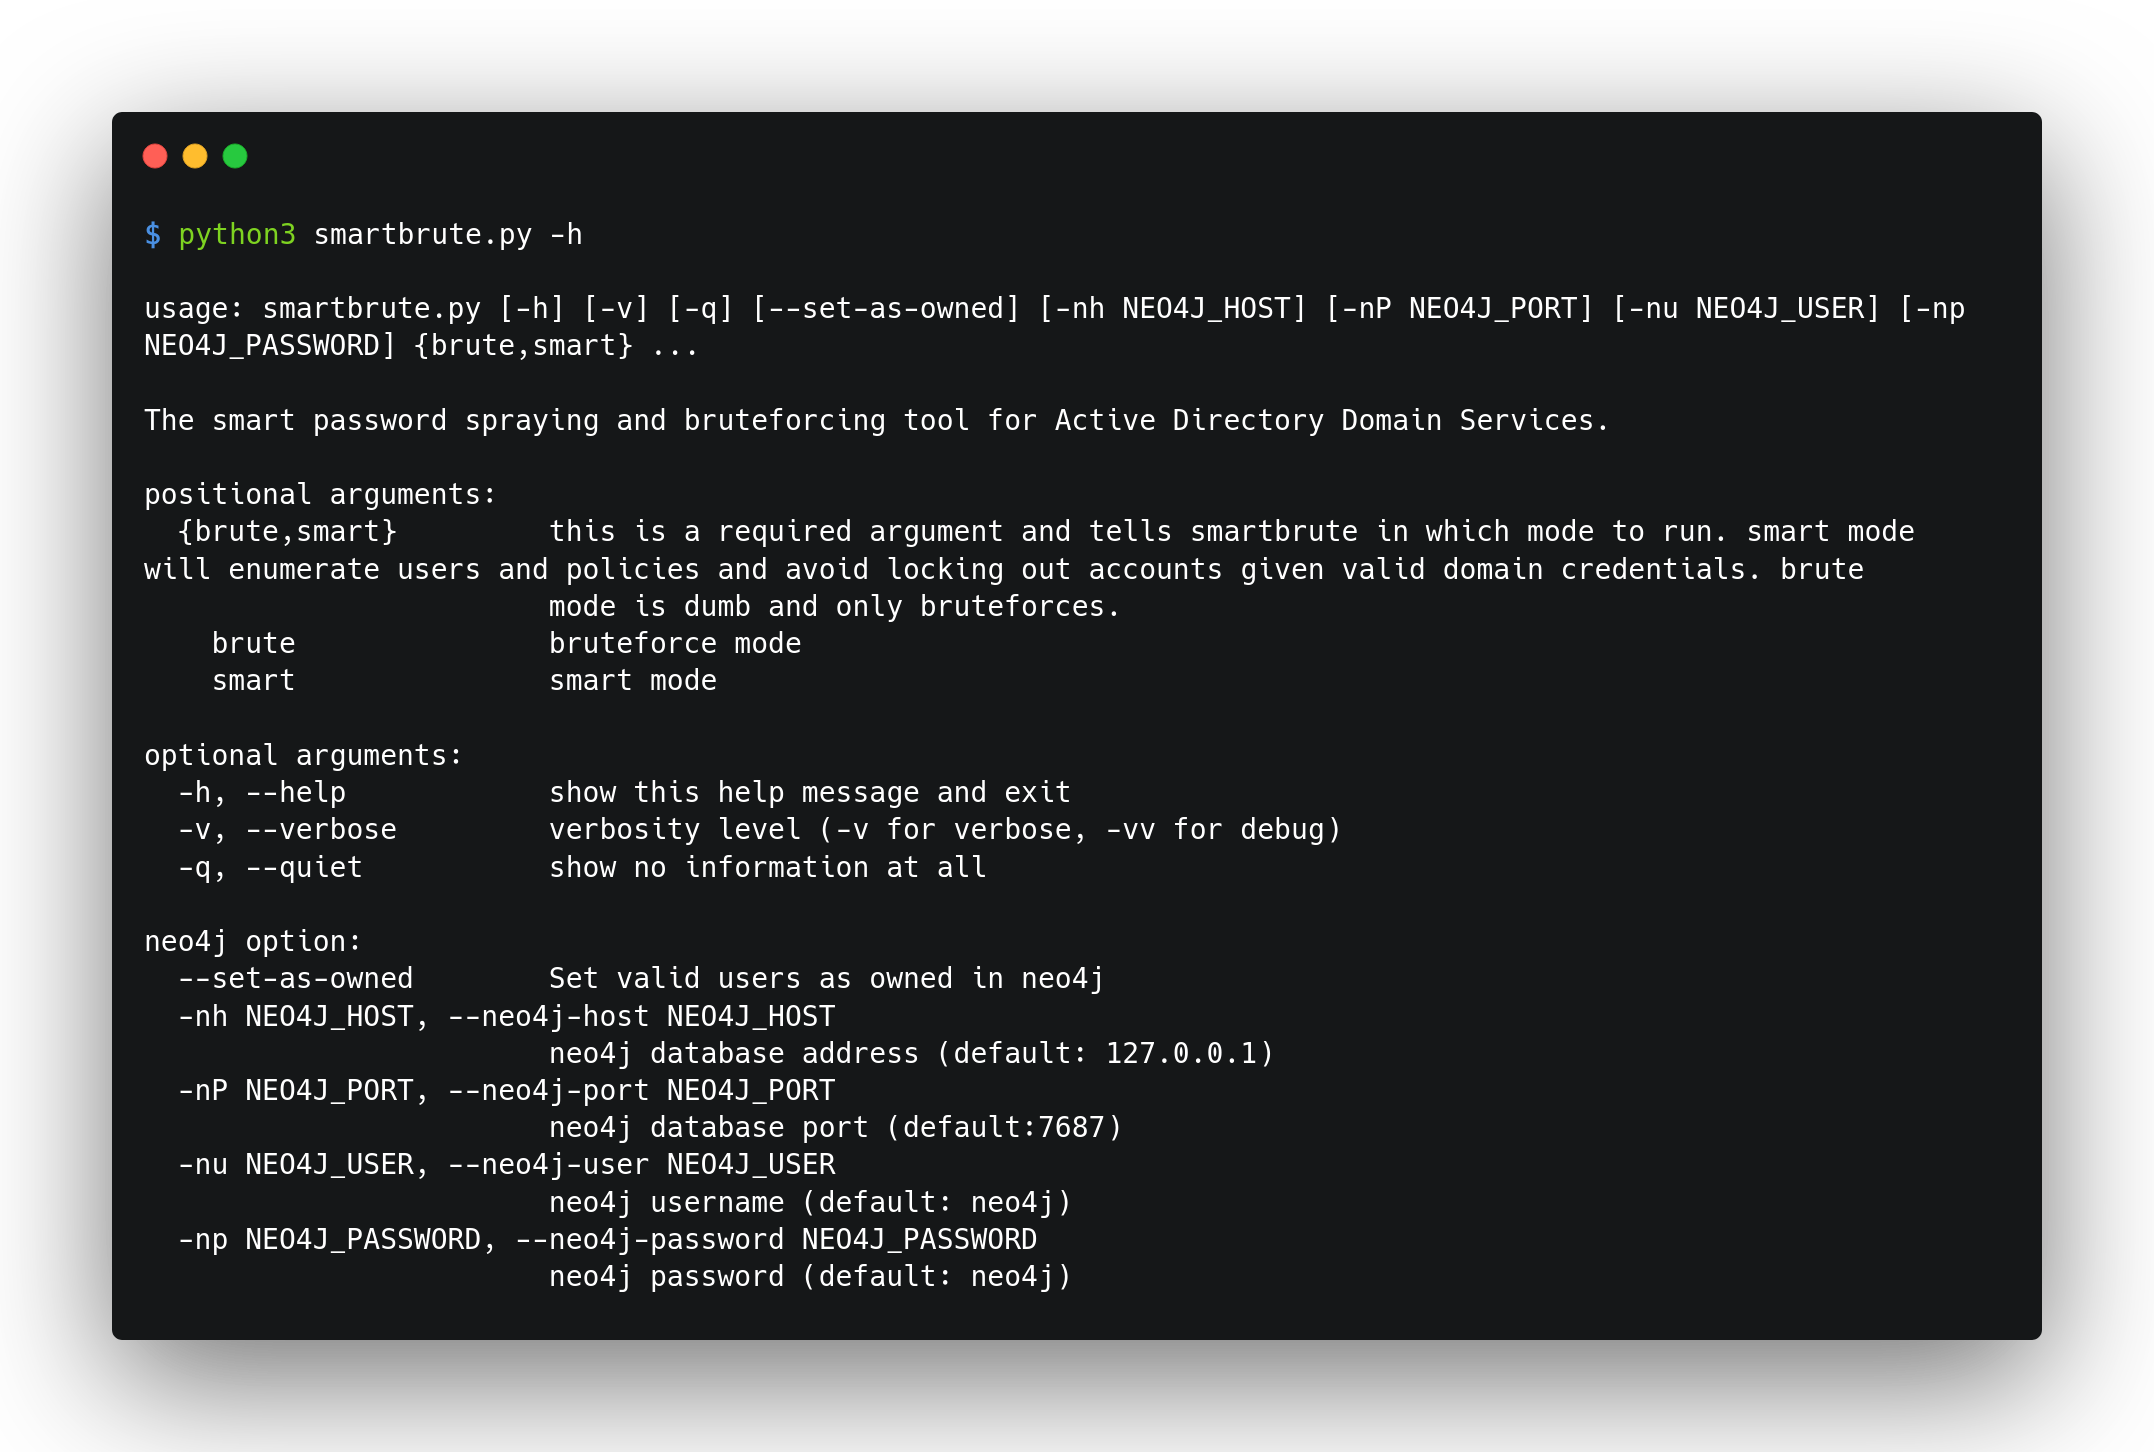 $ python3 smartbrute.py -h
usage: smartbrute.py [-h] [-v] [-q] [--set-as-owned] [-nh NEO4J_HOST] [-nP NEO4J_PORT] [-nu NEO4J_USER] [-np
NEO4J_PASSWORD] {brute,smart} ...
The smart password spraying and bruteforcing tool for Active Directory Domain Services.
positional arguments:
  {brute,smart}         this is a required argument and tells smartbrute in which mode to run. smart mode
will enumerate users and policies and avoid locking out accounts given valid domain credentials. brute
                        mode is dumb and only bruteforces.
    brute               bruteforce mode
    smart               smart mode
optional arguments:
  -h, --help            show this help message and exit
  -v, --verbose         verbosity level (-v for verbose, -vv for debug)
  -q, --quiet           show no information at all
neo4j option:
  --set-as-owned        Set valid users as owned in neo4j
  -nh NEO4J_HOST, --neo4j-host NEO4J_HOST
                        neo4j database address (default: 127.0.0.1)
  -nP NEO4J_PORT, --neo4j-port NEO4J_PORT
                        neo4j database port (default:7687)
  -nu NEO4J_USER, --neo4j-user NEO4J_USER
                        neo4j username (default: neo4j)
  -np NEO4J_PASSWORD, --neo4j-password NEO4J_PASSWORD
                        neo4j password (default: neo4j)